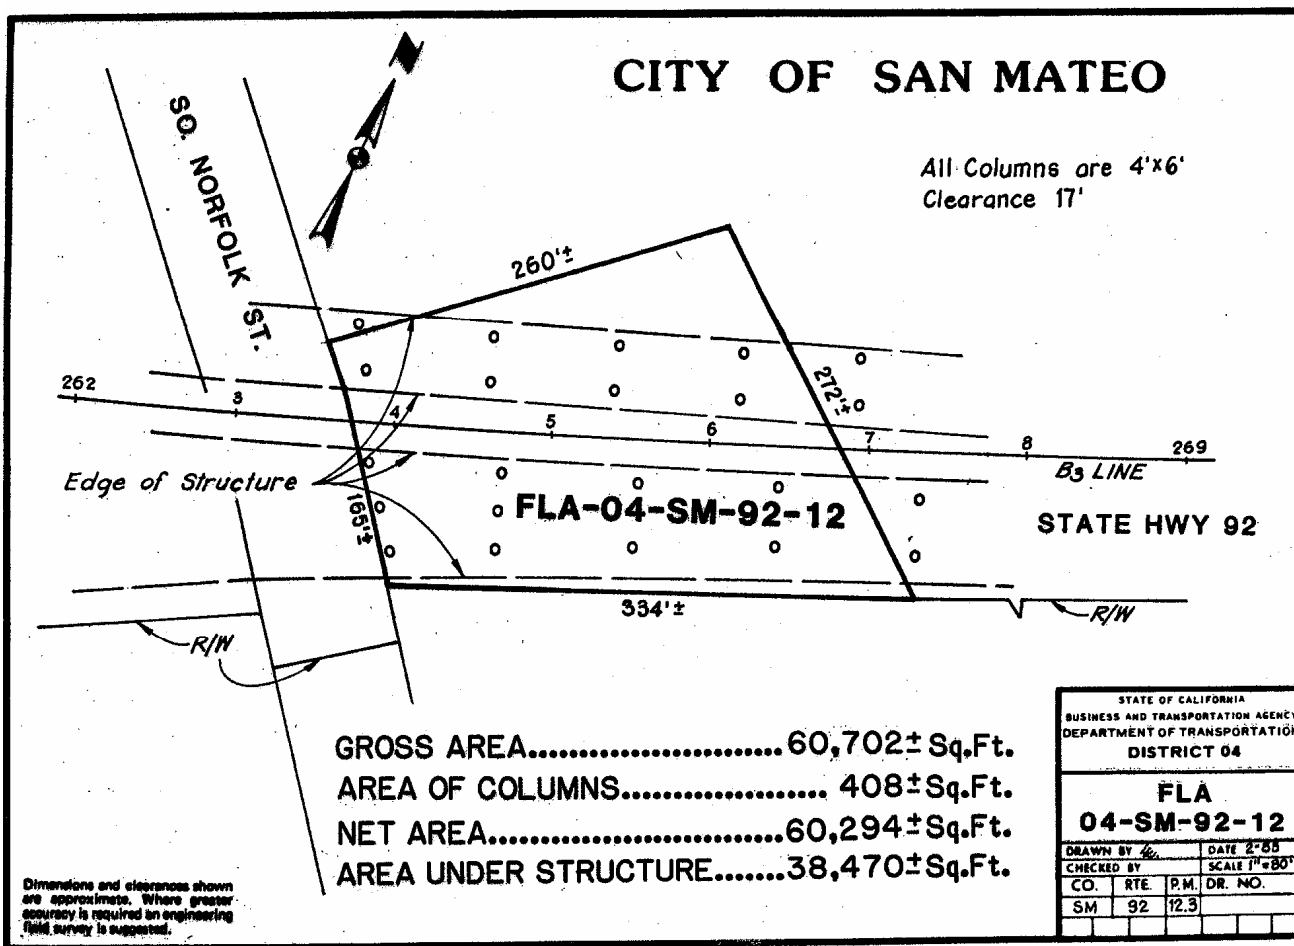 CITY OF SAN MATEO
All Columns are 4'x6'
Clearance 17'
SO. NORFOLK ST.
260'±
272'±
262
3
4
5
6
7
8
269
B3 LINE
Edge of Structure
165'±
FLA-04-SM-92-12
STATE HWY 92
334'±
R/W
R/W
GROSS AREA..........................60,702± Sq.Ft.
AREA OF COLUMNS.................... 408± Sq.Ft.
NET AREA.............................60,294± Sq.Ft.
AREA UNDER STRUCTURE.......38,470± Sq.Ft.
Dimensions and clearances shown
are approximate. Where greater
accuracy is required an engineering
field survey is suggested.
STATE OF CALIFORNIA
BUSINESS AND TRANSPORTATION AGENCY
DEPARTMENT OF TRANSPORTATION
DISTRICT 04
FLA
04-SM-92-12
DRAWN BY
DATE
CHECKED BY
SCALE 1"=80'
CO. RTE. P.M. DR. NO.
SM 92 12.3